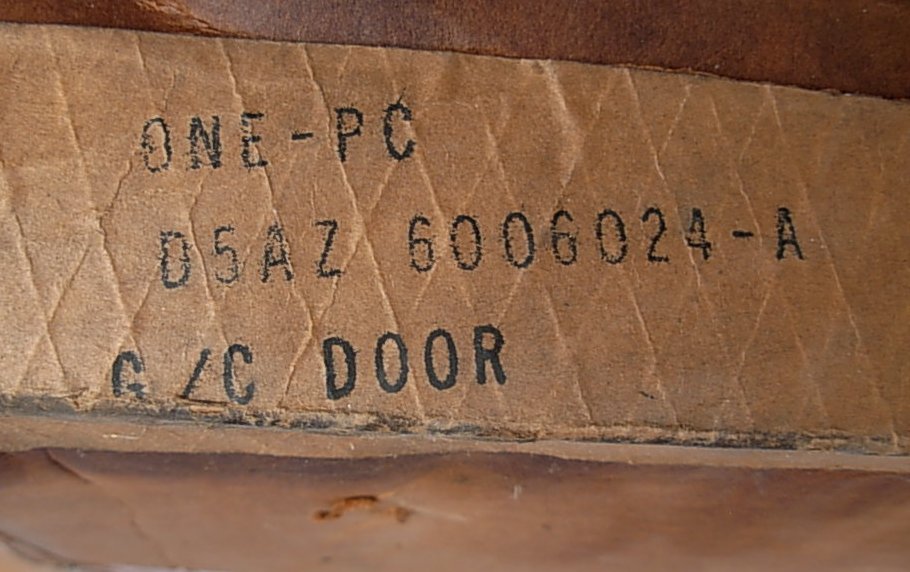 ONE-PC
D5AZ 6006024-A
G/C DOOR